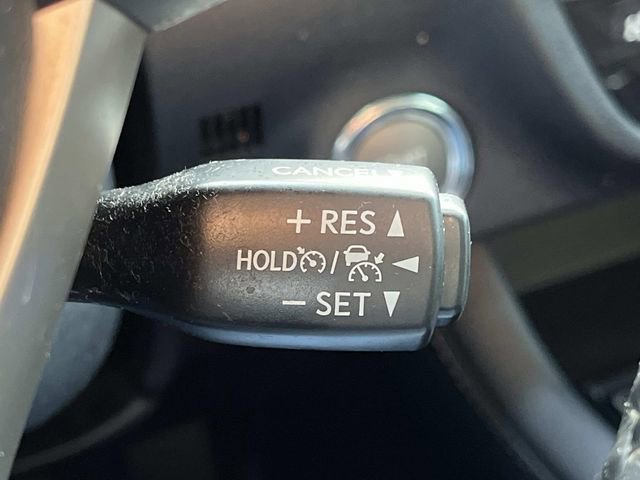 CANCEL
+ RES ▲
HOLD / ◀
− SET ▼